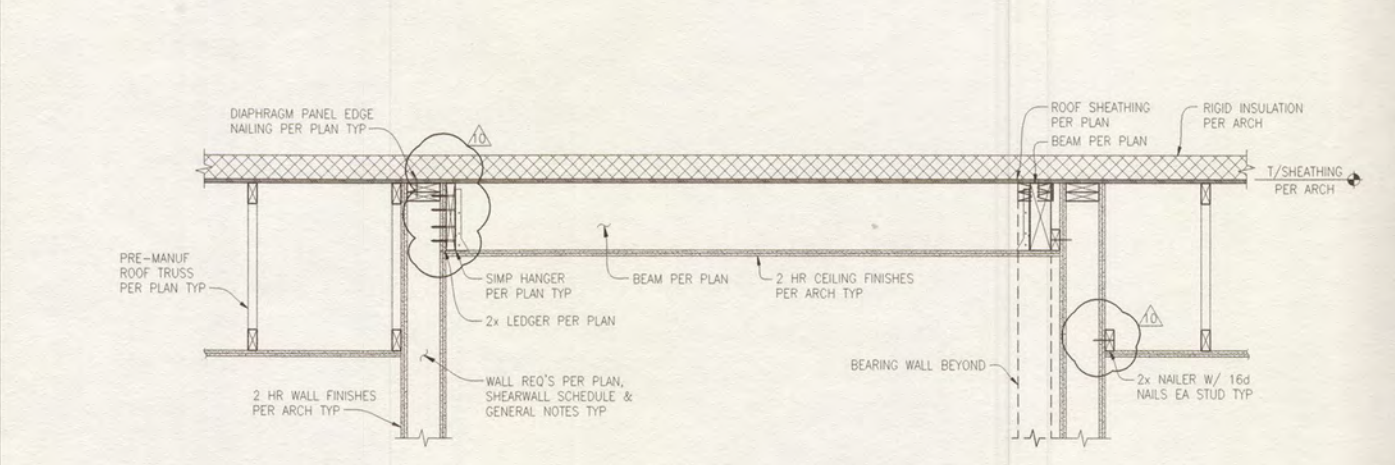 DIAPHRAGM PANEL EDGE
NAILING PER PLAN TYP
10
ROOF SHEATHING
PER PLAN
BEAM PER PLAN
RIGID INSULATION
PER ARCH
T/SHEATHING
PER ARCH
PRE-MANUF
ROOF TRUSS
PER PLAN TYP
SIMP HANGER
PER PLAN TYP
BEAM PER PLAN
2 HR CEILING FINISHES
PER ARCH TYP
2x LEDGER PER PLAN
10
BEARING WALL BEYOND
2 HR WALL FINISHES
PER ARCH TYP
WALL REQ'S PER PLAN,
SHEARWALL SCHEDULE &
GENERAL NOTES TYP
2x NAILER W/ 16d
NAILS EA STUD TYP